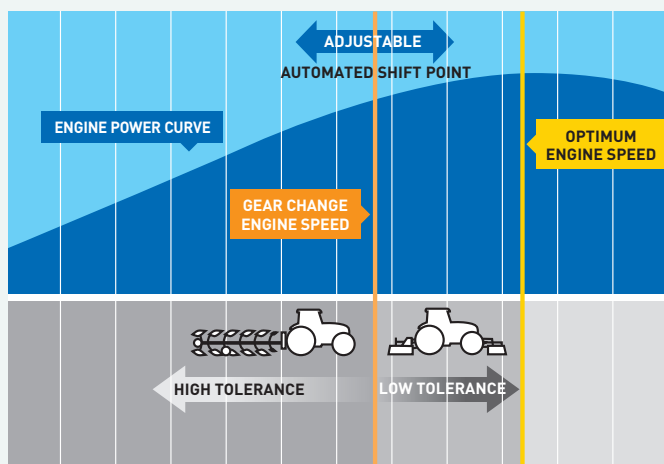 ADJUSTABLE
AUTOMATED SHIFT POINT
ENGINE POWER CURVE
OPTIMUM
ENGINE SPEED
GEAR CHANGE
ENGINE SPEED
HIGH TOLERANCE
LOW TOLERANCE